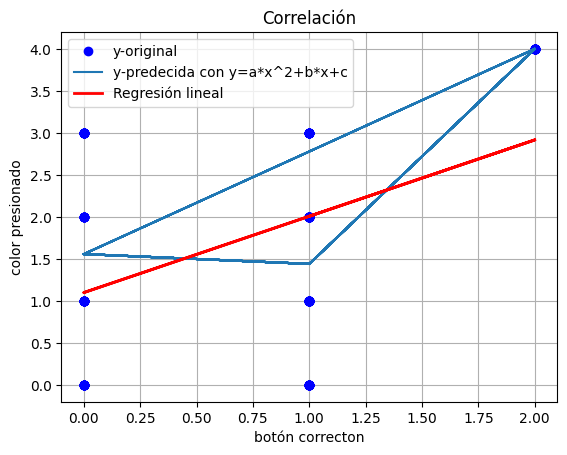 Correlación
y-original
y-predecida con y=a*x^2+b*x+c
Regresión lineal
color presionado
4.0
3.5
3.0
2.5
2.0
1.5
1.0
0.5
0.0
0.00 0.25 0.50 0.75 1.00 1.25 1.50 1.75 2.00
botón correcton